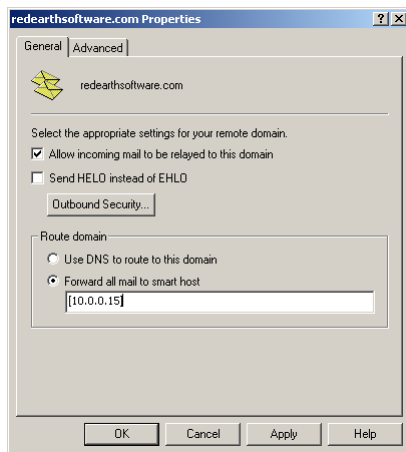 redearthsoftware.com Properties
General Advanced
redearthsoftware.com
Select the appropriate settings for your remote domain.
Allow incoming mail to be relayed to this domain
Send HELO instead of EHLO
Outbound Security...
Route domain
Use DNS to route to this domain
Forward all mail to smart host
[10.0.0.15]
OK Cancel Apply Help